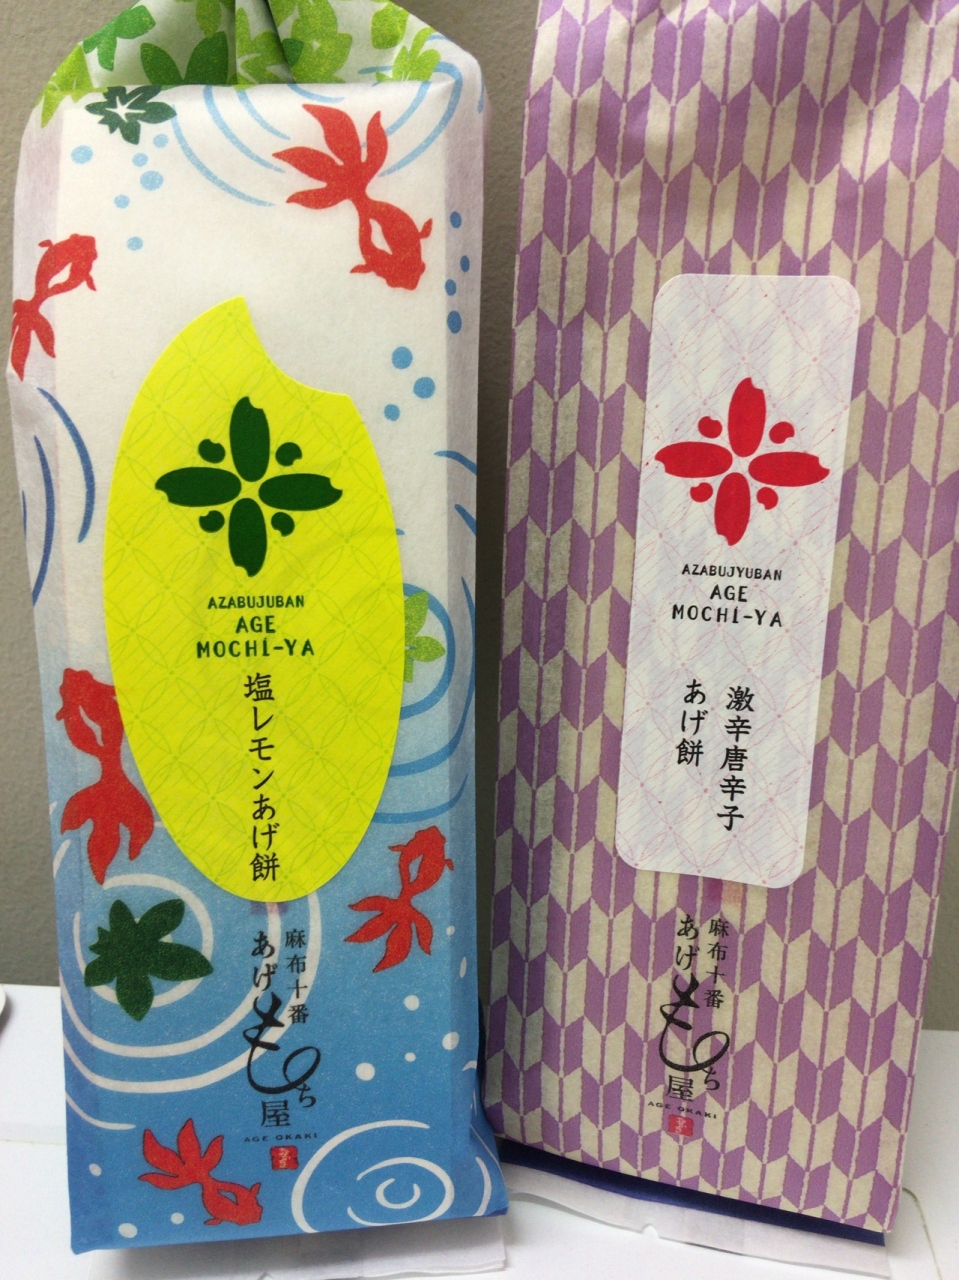 AZABUJUBAN
AGE
MOCHI-YA
塩レモンあげ餅
麻布十番
あげもち屋
AGE OKAKI
AZABUJYUBAN
AGE
MOCHI-YA
激辛唐辛子
あげ餅
麻布十番
あげもち屋
AGE OKAKI